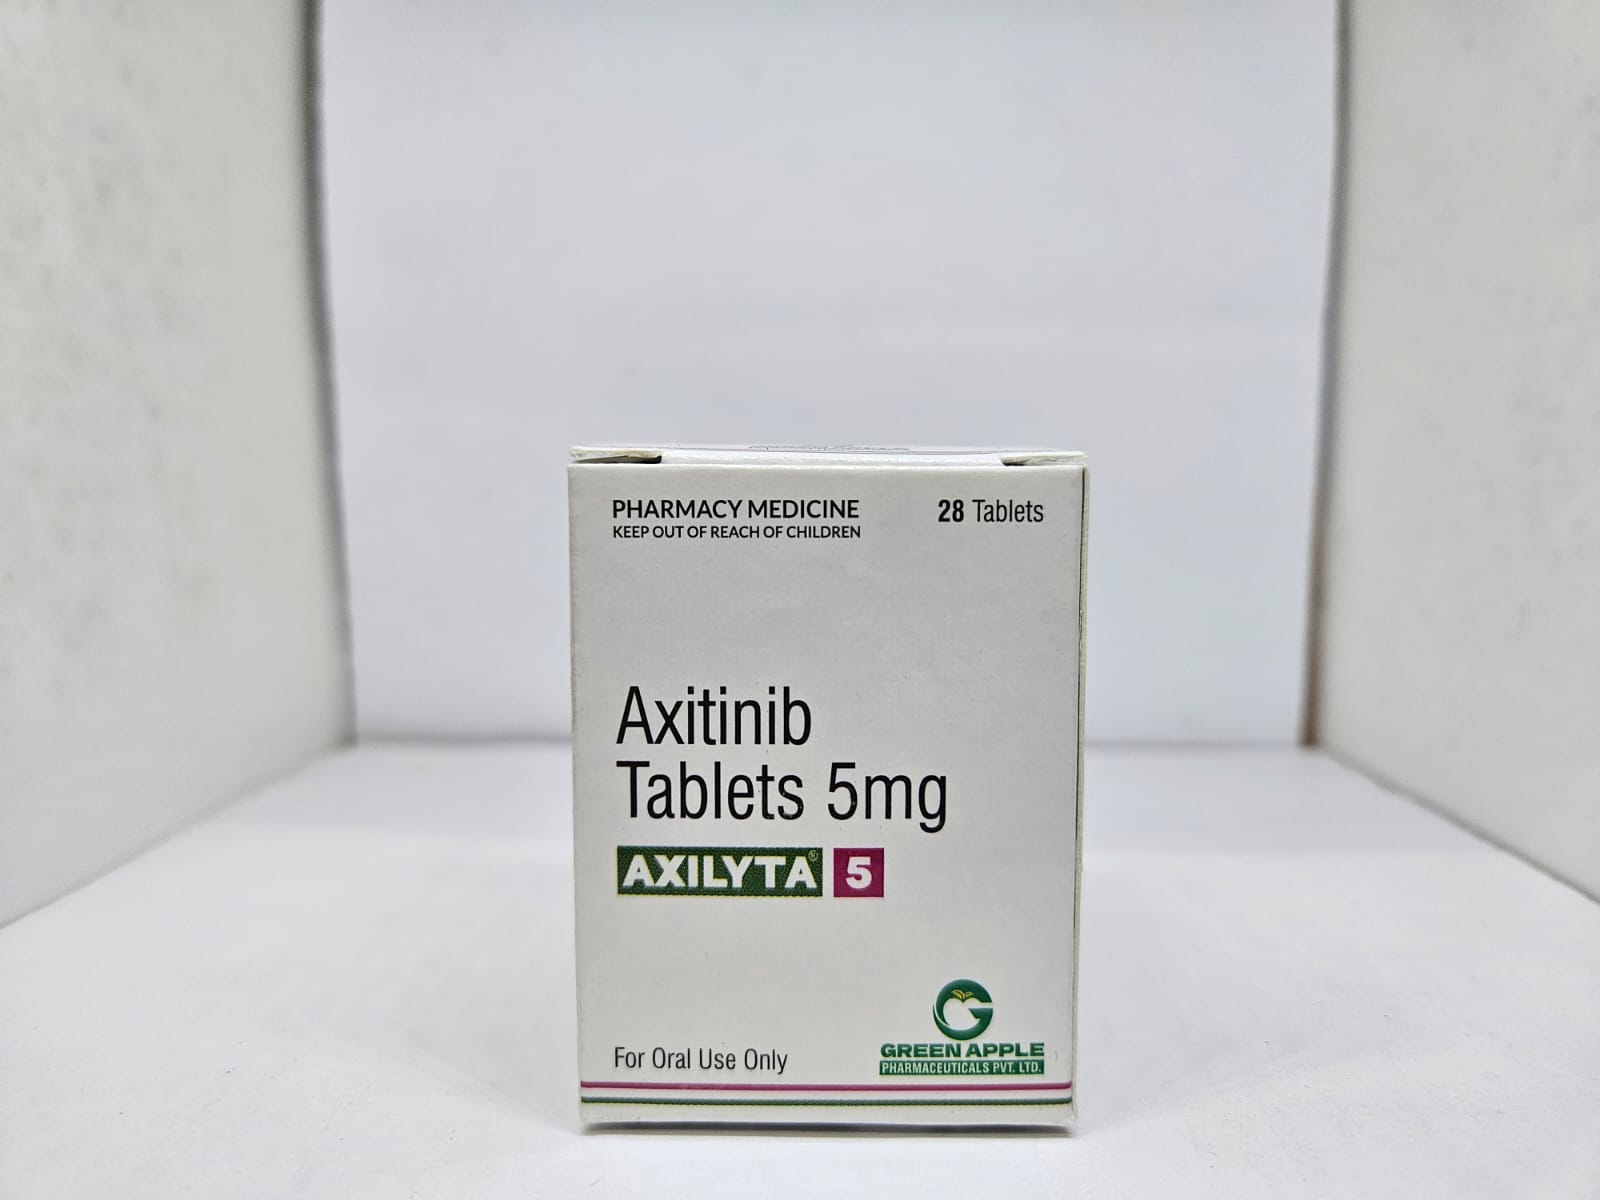 PHARMACY MEDICINE
KEEP OUT OF REACH OF CHILDREN
28 Tablets
Axitinib
Tablets 5mg
AXILYTA® 5
For Oral Use Only
GREEN APPLE
PHARMACEUTICALS PVT. LTD.